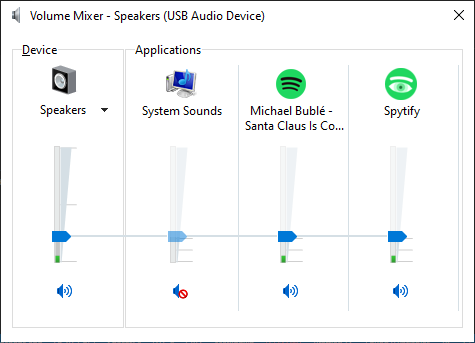 Volume Mixer - Speakers (USB Audio Device)
Device
Applications
Speakers
System Sounds
Michael Bublé -
Santa Claus Is Co...
Spytify